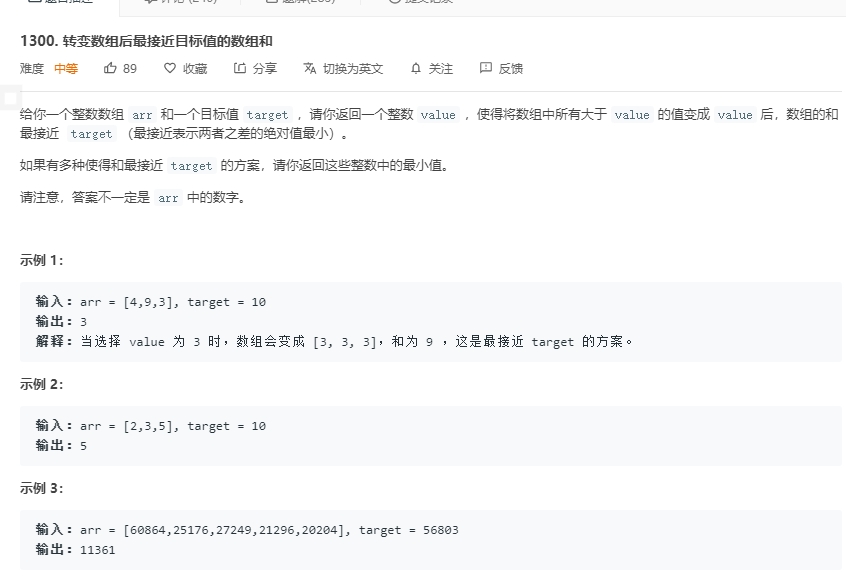 1300. 转变数组后最接近目标值的数组和
难度 中等 89 收藏 分享 切换为英文 关注 反馈
给你一个整数数组 arr 和一个目标值 target ，请你返回一个整数 value ，使得将数组中所有大于 value 的值变成 value 后，数组的和
最接近 target （最接近表示两者之差的绝对值最小）。
如果有多种使得和最接近 target 的方案，请你返回这些整数中的最小值。
请注意，答案不一定是 arr 中的数字。
示例 1：
输入：arr = [4,9,3], target = 10
输出：3
解释：当选择 value 为 3 时，数组会变成 [3, 3, 3]，和为 9 ，这是最接近 target 的方案。
示例 2：
输入：arr = [2,3,5], target = 10
输出：5
示例 3：
输入：arr = [60864,25176,27249,21296,20204], target = 56803
输出：11361